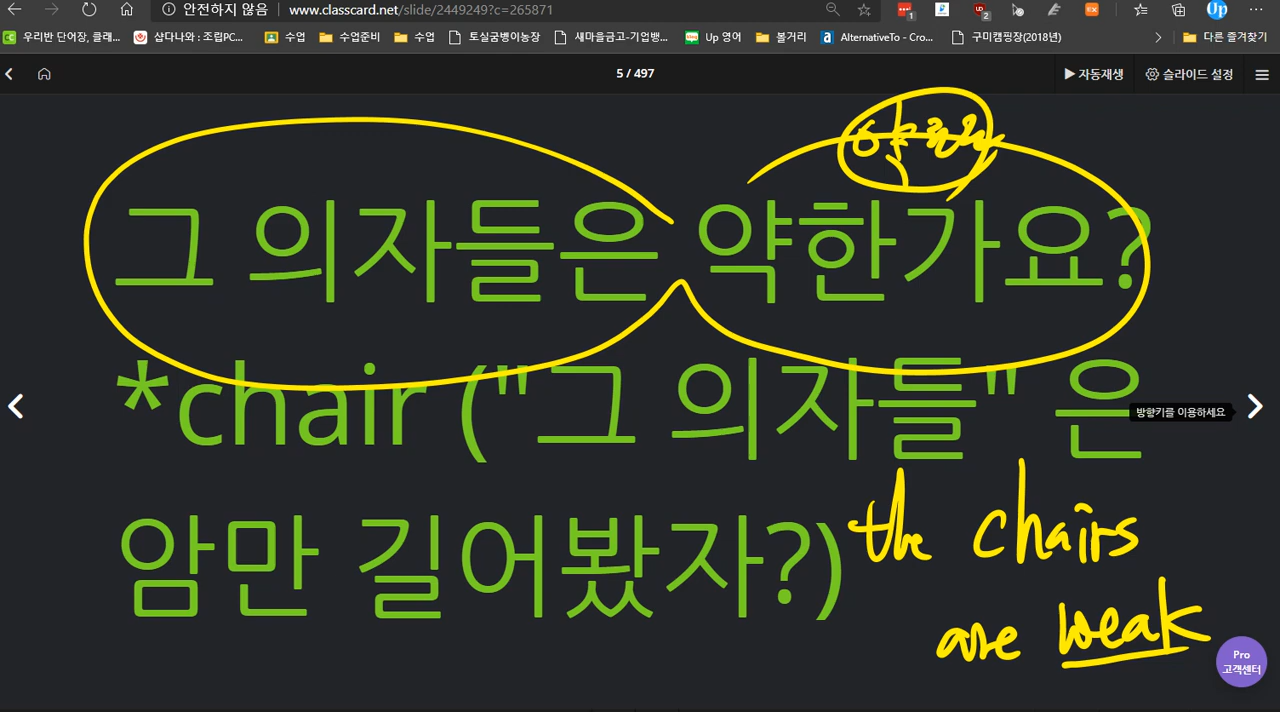 안전하지 않음 www.classcard.net/slide/2449249?c=265871
1 2 EX Up
우리반 단어장, 클래... 샵다나와 : 조립PC... 수업 수업준비 수업 토실굼벵이농장 새마을금고-기업뱅... Up 영어 볼거리 AlternativeTo - Cro... 구미캠핑장(2018년) 다른 즐겨찾기
5 / 497 자동재생 슬라이드 설정
그 의자들은 약한가요?
*chair ("그 의자들" 은
방향키를 이용하세요
암만 길어봤자?)
the chairs
are weak
Pro
고객센터